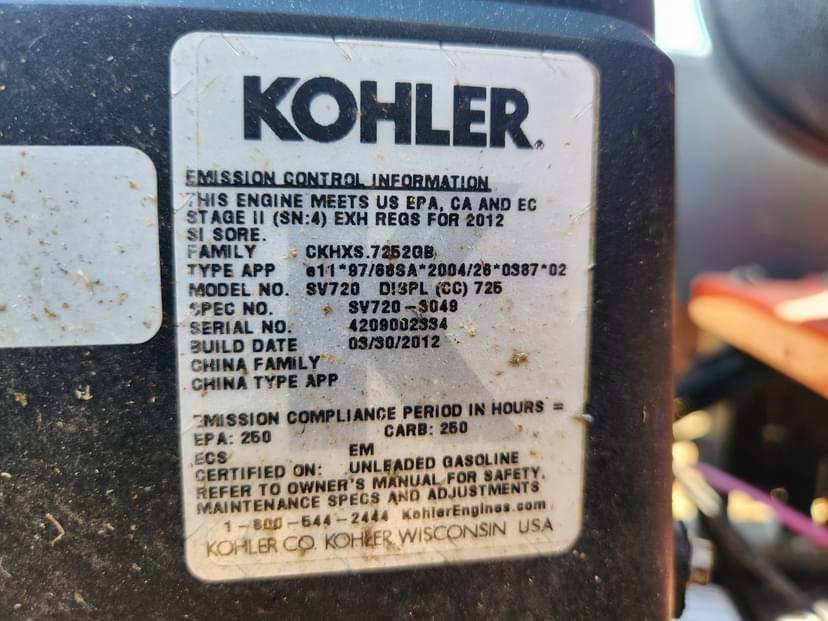 KOHLER.
EMISSION CONTROL INFORMATION
THIS ENGINE MEETS US EPA, CA AND EC
STAGE II (SN:4) EXH REGS FOR 2012
SI SORE.
FAMILY CKHXS.7252GB
TYPE APP e11*97/68SA*2004/26*0387*02
MODEL NO. SV720 DISPL (CC) 725
SPEC NO. SV720-3049
SERIAL NO. 4209002334
BUILD DATE 03/30/2012
CHINA FAMILY
CHINA TYPE APP
EMISSION COMPLIANCE PERIOD IN HOURS =
EPA: 250 CARB: 250
ECS EM
CERTIFIED ON: UNLEADED GASOLINE
REFER TO OWNER'S MANUAL FOR SAFETY,
MAINTENANCE SPECS AND ADJUSTMENTS
1-800-544-2444 KohlerEngines.com
KOHLER CO. KOHLER, WISCONSIN USA